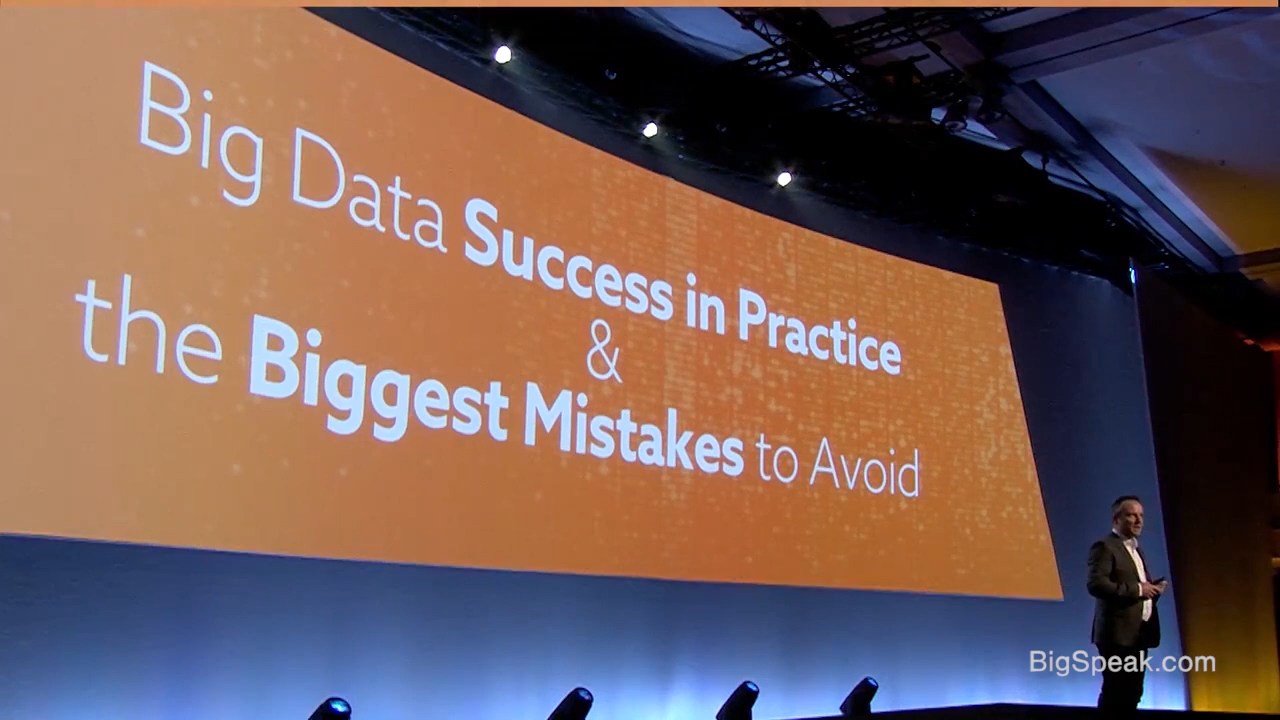 Big Data Success in Practice
&
the Biggest Mistakes to Avoid
BigSpeak.com